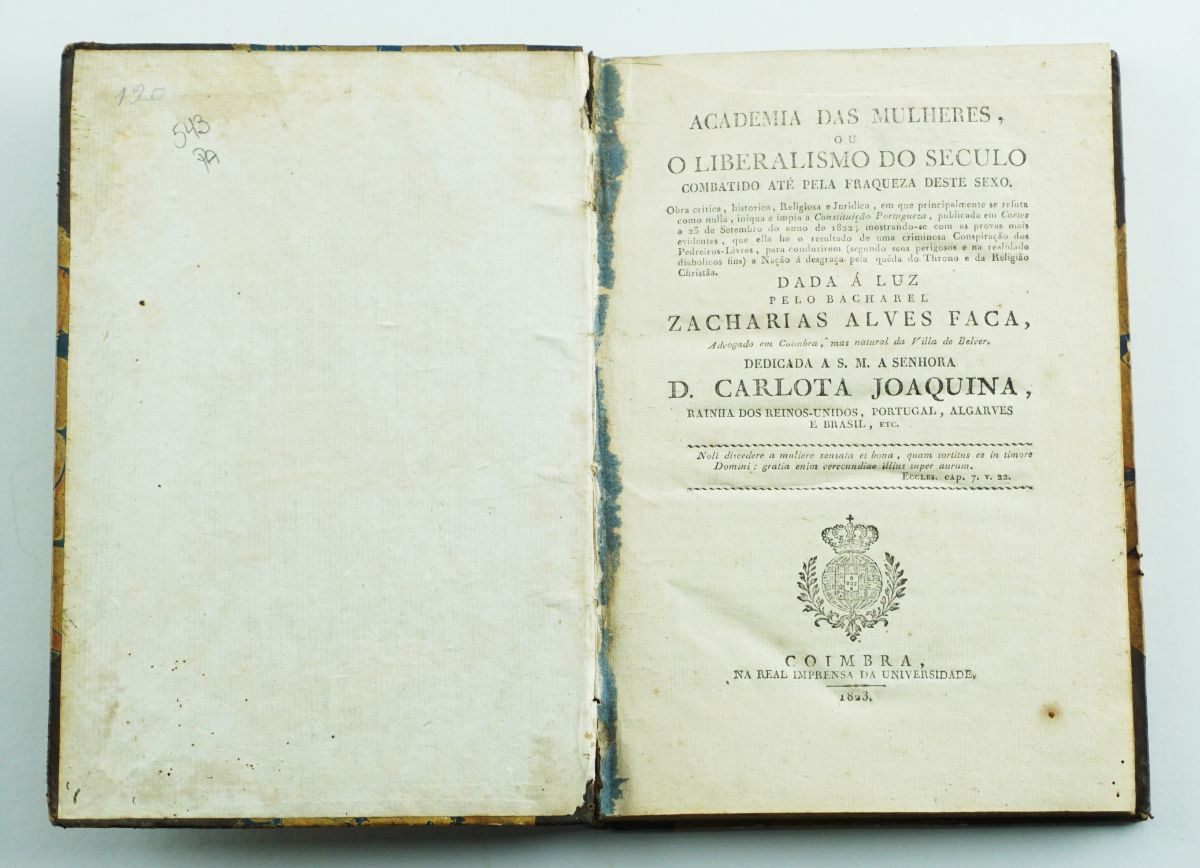 120
543
ACADEMIA DAS MULHERES,
OU
O LIBERALISMO DO SECULO
COMBATIDO ATÉ PELA FRAQUEZA DESTE SEXO.
Obra critica, historica, Religiosa e Juridica, em que principalmente se refuta
como nulla, iniqua e impia a Constituição Portugueza, publicada em Cortes
a 23 de Setembro do anno de 1822; mostrando-se com as provas mais
evidentes, que ella he o resultado de uma criminosa Conspiração dos
Pedreiros-Livres, para conduzirem (segundo seus perigosos e na realidade
diabolicos fins) a Nação á desgraça pela quéda do Throno e da Religião
Christãa.
DADA Á LUZ
PELO BACHAREL
ZACHARIAS ALVES FACA,
Advogado em Coimbra, mas natural da Villa de Belver.
DEDICADA A S. M. A SENHORA
D. CARLOTA JOAQUINA,
RAINHA DOS REINOS-UNIDOS, PORTUGAL, ALGARVES
E BRASIL, ETC.
Noli discedere a muliere sensata et bona, quam sortitus es in timore
Domini; gratia enim verecundiae illius super aurum.
ECCLES. CAP. 7. V. 22.
COIMBRA,
NA REAL IMPRENSA DA UNIVERSIDADE,
1823.